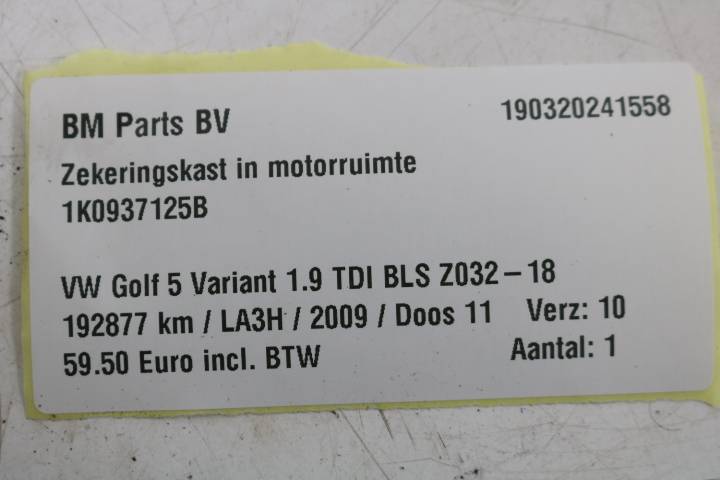 BM Parts BV 190320241558
Zekeringskast in motorruimte
1K0937125B
VW Golf 5 Variant 1.9 TDI BLS Z032 – 18
192877 km / LA3H / 2009 / Doos 11 Verz: 10
59.50 Euro incl. BTW Aantal: 1